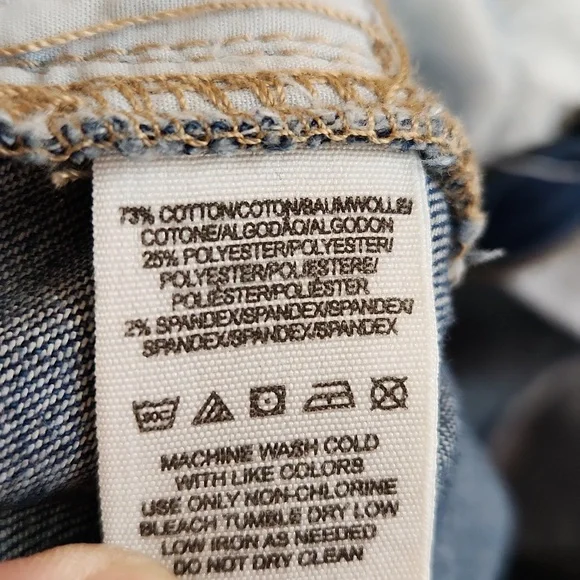 73% COTTON/COTON/BAUMWOLLE/
COTONE/ALGODÃO/ALGODON
25% POLYESTER/POLYESTER/
POLYESTER/POLIESTERE/
POLIÉSTER/POLIÉSTER
2% SPANDEX/SPANDEX/SPANDEX/
SPANDEX/SPANDEX/SPANDEX
30C
MACHINE WASH COLD
WITH LIKE COLORS
USE ONLY NON-CHLORINE
BLEACH TUMBLE DRY LOW
LOW IRON AS NEEDED
DO NOT DRY CLEAN